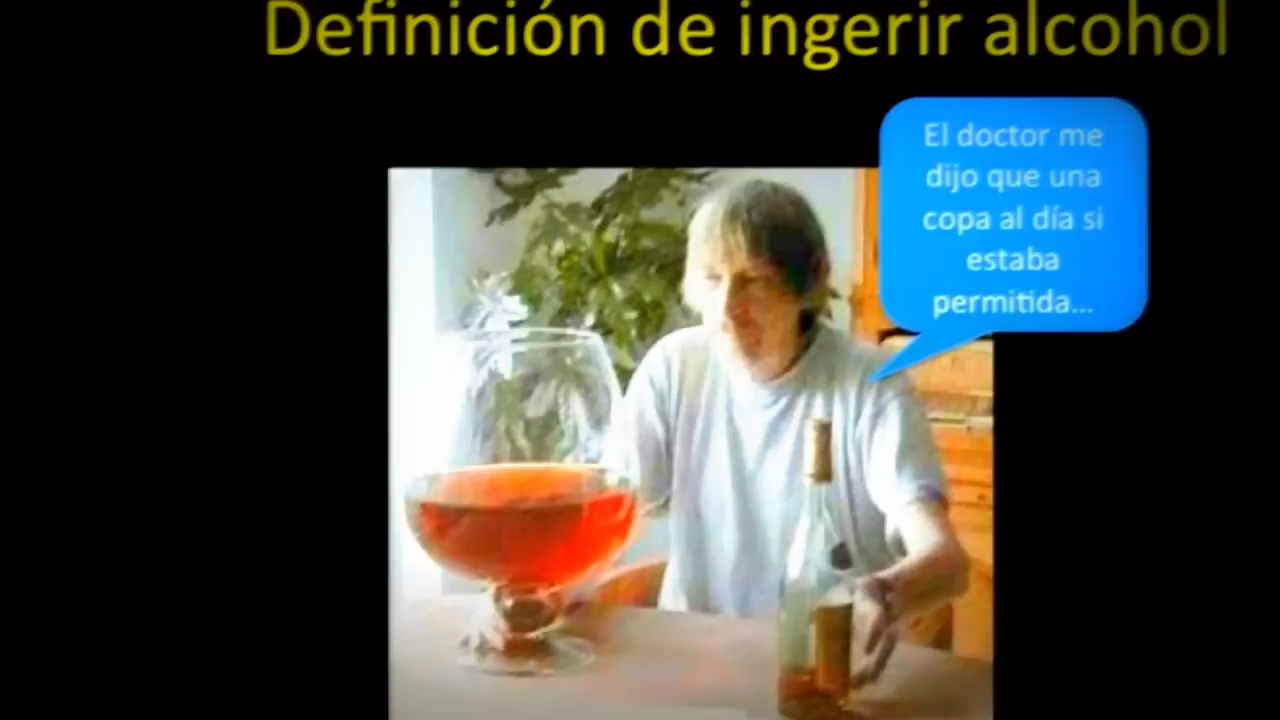 Definición de ingerir alcohol
El doctor me
dijo que una
copa al día si
estaba
permitida...